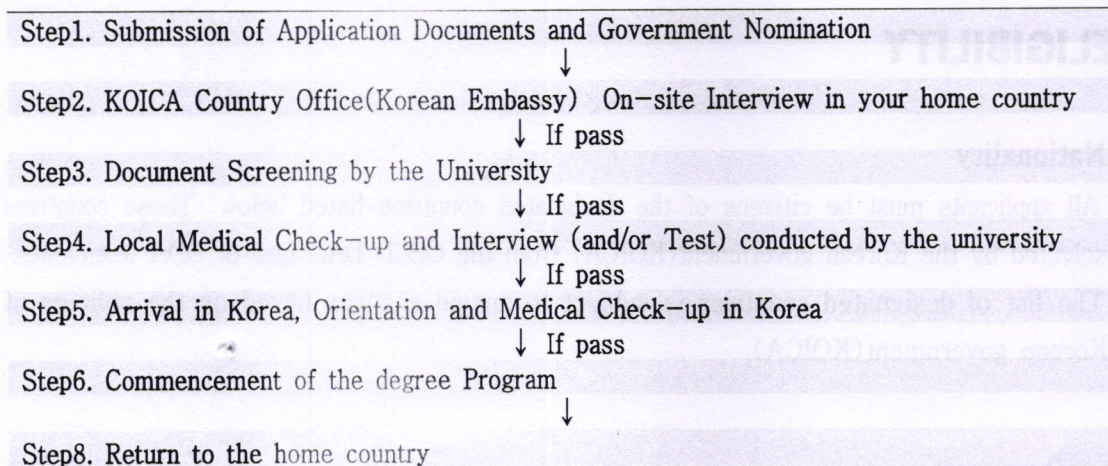 Step1. Submission of Application Documents and Government Nomination
↓
Step2. KOICA Country Office(Korean Embassy) On-site Interview in your home country
↓ If pass
Step3. Document Screening by the University
↓ If pass
Step4. Local Medical Check-up and Interview (and/or Test) conducted by the university
↓ If pass
Step5. Arrival in Korea, Orientation and Medical Check-up in Korea
↓ If pass
Step6. Commencement of the degree Program
↓
Step8. Return to the home country